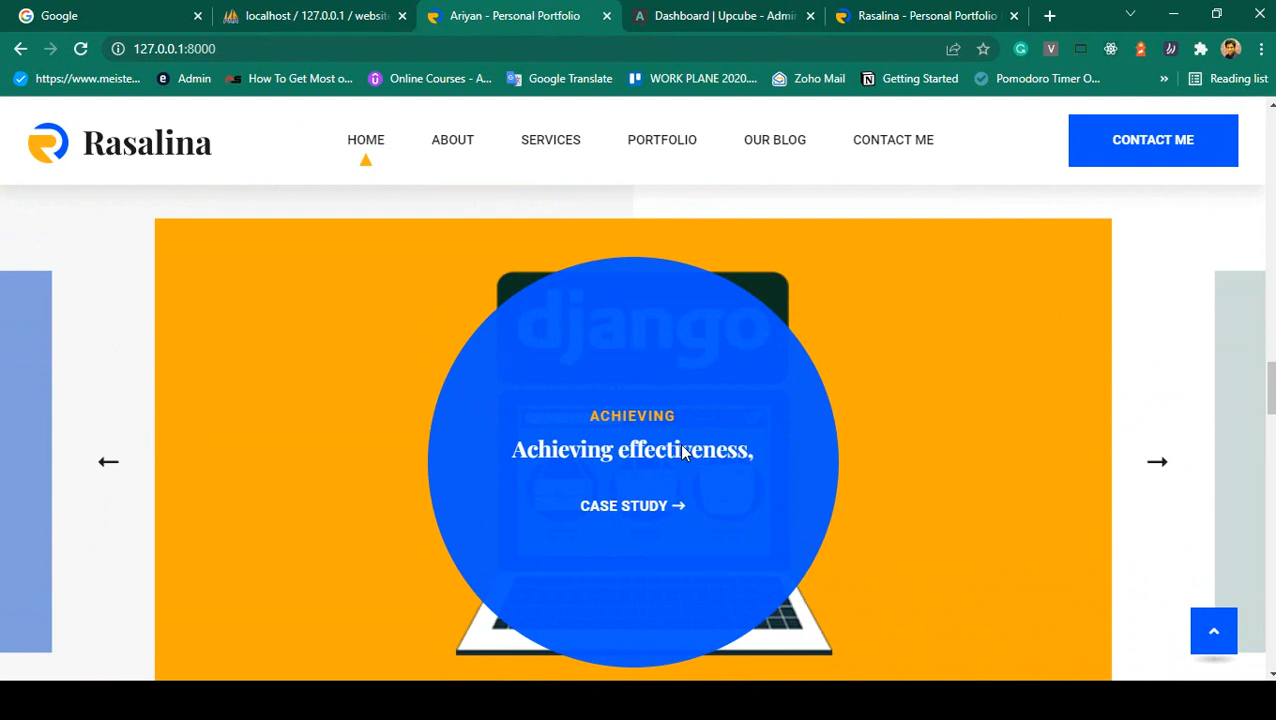 Google
localhost / 127.0.0.1 / website
Ariyan - Personal Portfolio
Dashboard | Upcube - Admi
Rasalina - Personal Portfolio
127.0.0.1:8000
https://www.meiste...
Admin
How To Get Most o...
Online Courses - A...
Google Translate
WORK PLANE 2020....
Zoho Mail
Getting Started
Pomodoro Timer O...
»
Reading list
Rasalina
HOME
ABOUT
SERVICES
PORTFOLIO
OUR BLOG
CONTACT ME
CONTACT ME
django
ACHIEVING
Achieving effectiveness,
CASE STUDY →